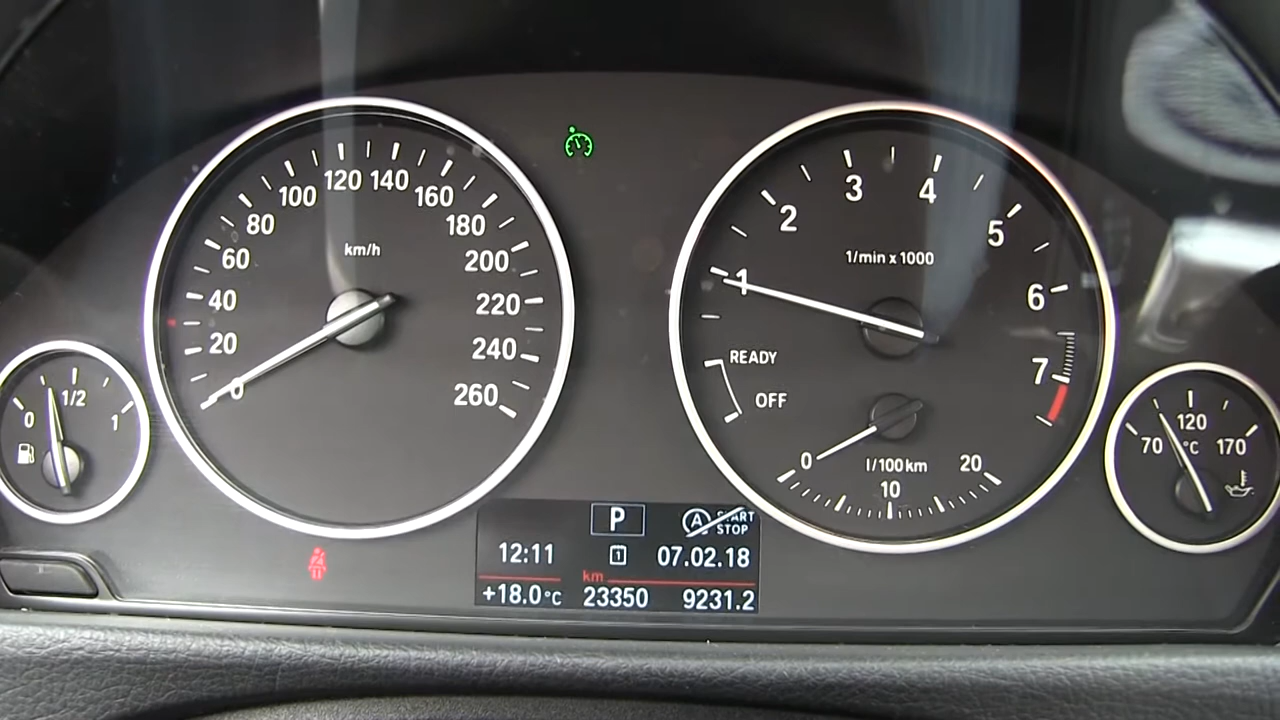 120 140
100 160
80 180
60 200
40 220
20 240
0 260
km/h
3 4
2 5
1 6
7
1/min x 1000
READY
OFF
0 10 20
l/100km
0 1/2 1
70 120 170
°C
P
A START
STOP
12:11 1 07.02.18
km
+18.0°C 23350 9231.2